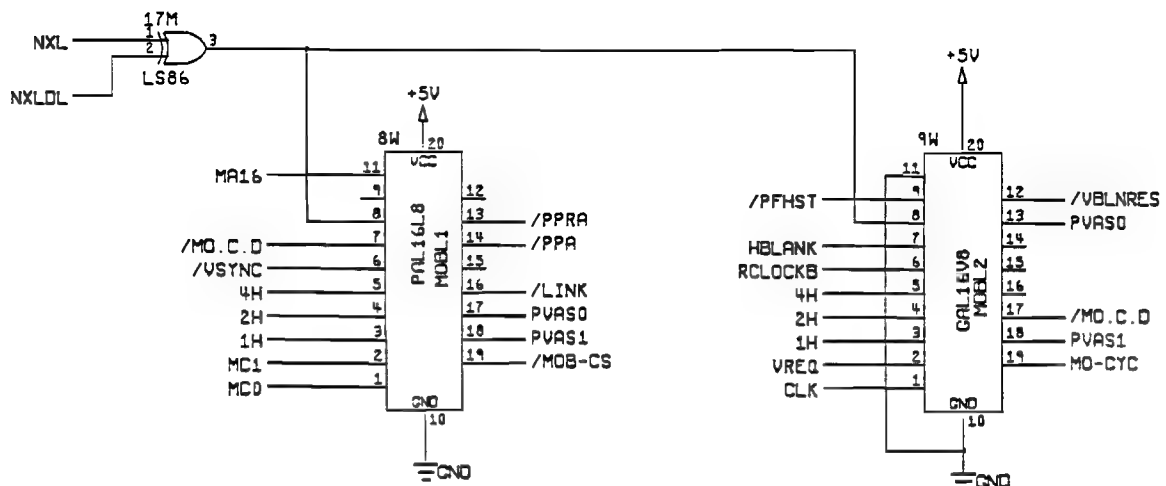 17M
NXL 1
2
3
LS86
NXLDL
+5V
8W 20
VCC
MA16 11
9 12
8 13 /PPRA
/MO.C.D 7 14 /PPA
/VSYNC 6 15
4H 5 16 /LINK
2H 4 17 PVAS0
1H 3 18 PVAS1
MC1 2 19 /MOB-CS
MC0 1
PAL16L8
MOBL1
GND
10
GND
+5V
9W 20
VCC
11
/PFHST 9 12 /VBLNRES
8 13 PVAS0
HBLANK 7 14
RCLOCKB 6 15
4H 5 16
2H 4 17 /MO.C.D
1H 3 18 PVAS1
VREQ 2 19 MO-CYC
CLK 1
GAL16V8
MOBL2
GND
10
GND